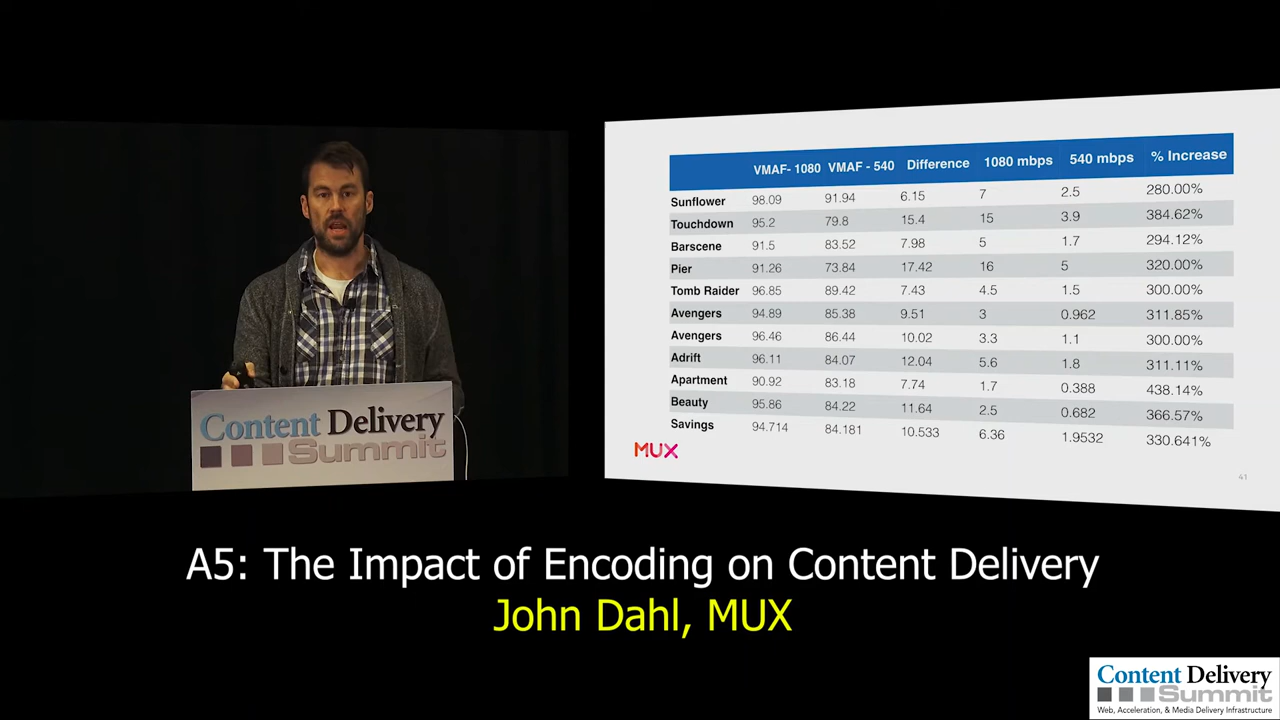 VMAF- 1080 VMAF - 540 Difference 1080 mbps 540 mbps % Increase
Sunflower 98.09 91.94 6.15 7 2.5 280.00%
Touchdown 95.2 79.8 15.4 15 3.9 384.62%
Barscene 91.5 83.52 7.98 5 1.7 294.12%
Pier 91.26 73.84 17.42 16 5 320.00%
Tomb Raider 96.85 89.42 7.43 4.5 1.5 300.00%
Avengers 94.89 85.38 9.51 3 0.962 311.85%
Avengers 96.46 86.44 10.02 3.3 1.1 300.00%
Adrift 96.11 84.07 12.04 5.6 1.8 311.11%
Apartment 90.92 83.18 7.74 1.7 0.388 438.14%
Beauty 95.86 84.22 11.64 2.5 0.682 366.57%
Savings 94.714 84.181 10.533 6.36 1.9532 330.641%
MUX
41
Content Delivery
Summit
A5: The Impact of Encoding on Content Delivery
John Dahl, MUX
Content Delivery
Summit
Web, Acceleration, & Media Delivery Infrastructure